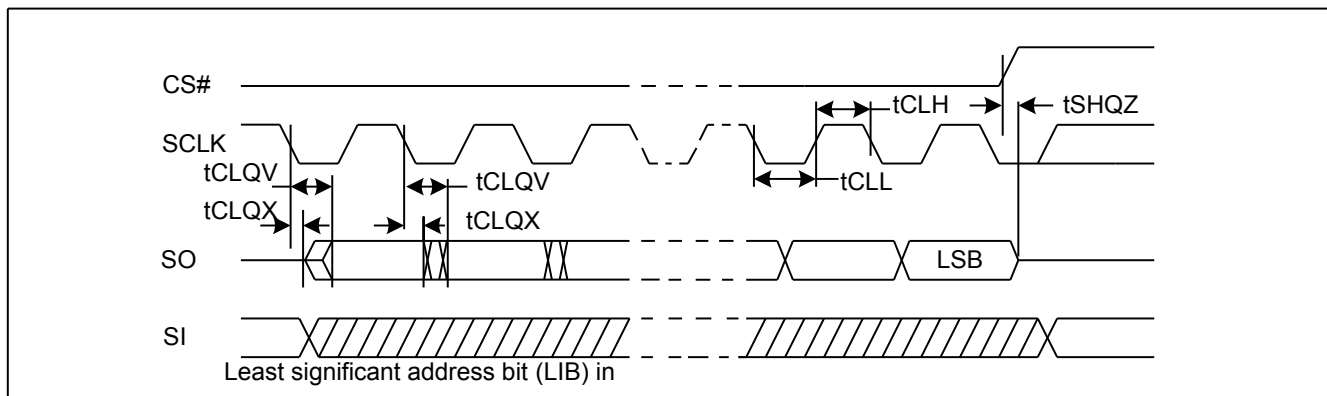 CS#
tCLH
tSHQZ
SCLK
tCLQV
tCLQV
tCLL
tCLQX
tCLQX
SO
LSB
SI
Least significant address bit (LIB) in